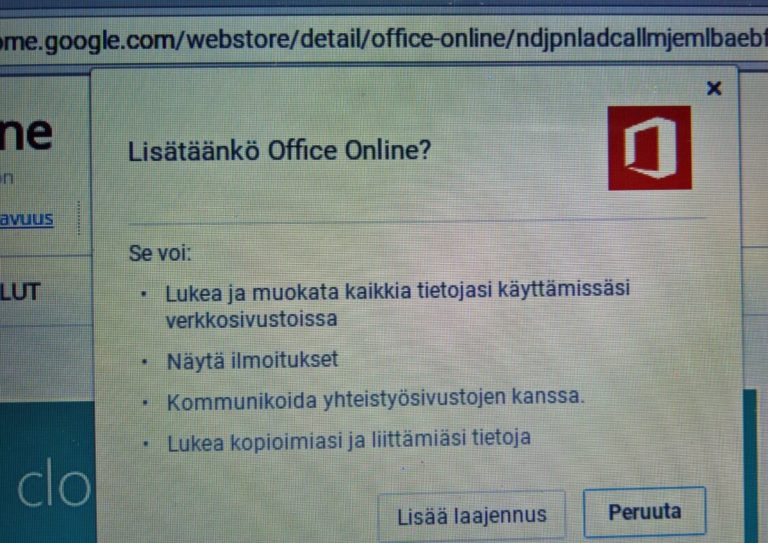 ome.google.com/webstore/detail/office-online/ndjpnladcallmjemlbaebf
ne
Lisätäänkö Office Online?
avuus
Se voi:
LUT
• Lukea ja muokata kaikkia tietojasi käyttämissäsi
verkkosivustoissa
• Näytä ilmoitukset
• Kommunikoida yhteistyösivustojen kanssa.
• Lukea kopioimiasi ja liittämiäsi tietoja
clo
Lisää laajennus
Peruuta